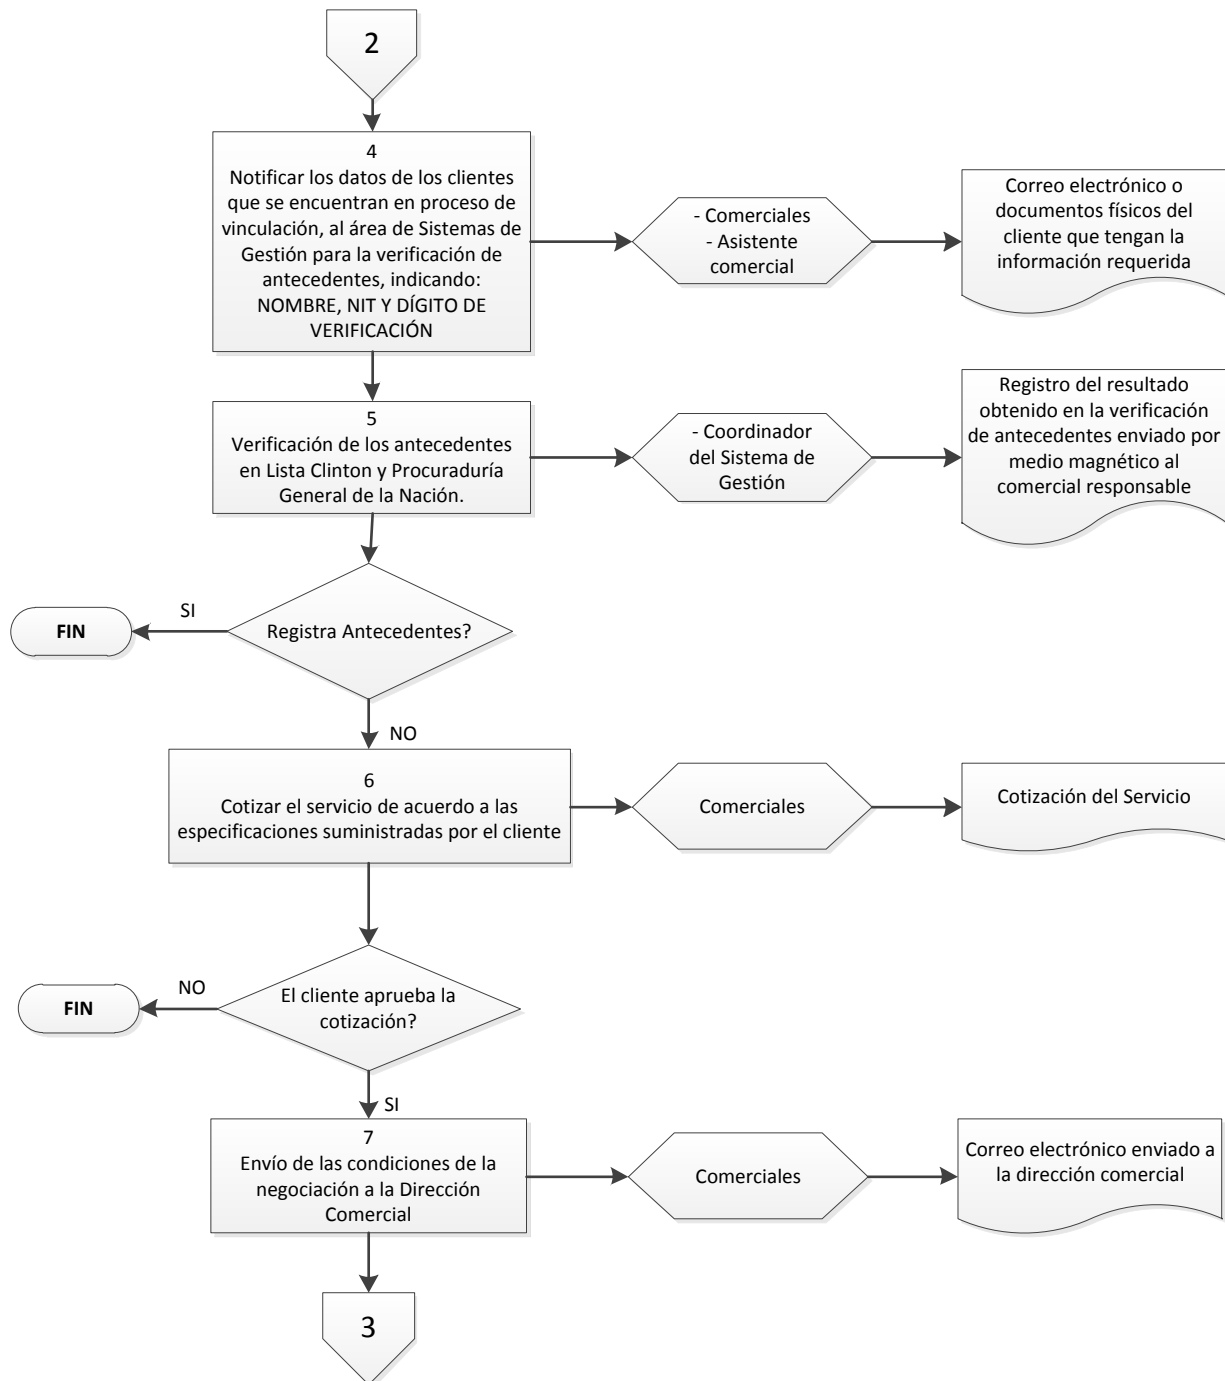 2
4
Notificar los datos de los clientes
que se encuentran en proceso de
vinculación, al área de Sistemas de
Gestión para la verificación de
antecedentes, indicando:
NOMBRE, NIT Y DÍGITO DE
VERIFICACIÓN
- Comerciales
- Asistente
comercial
Correo electrónico o
documentos físicos del
cliente que tengan la
información requerida
5
Verificación de los antecedentes
en Lista Clinton y Procuraduría
General de la Nación.
- Coordinador
del Sistema de
Gestión
Registro del resultado
obtenido en la verificación
de antecedentes enviado por
medio magnético al
comercial responsable
Registra Antecedentes?
SI
FIN
NO
6
Cotizar el servicio de acuerdo a las
especificaciones suministradas por el cliente
Comerciales
Cotización del Servicio
El cliente aprueba la
cotización?
NO
FIN
SI
7
Envío de las condiciones de la
negociación a la Dirección
Comercial
Comerciales
Correo electrónico enviado a
la dirección comercial
3